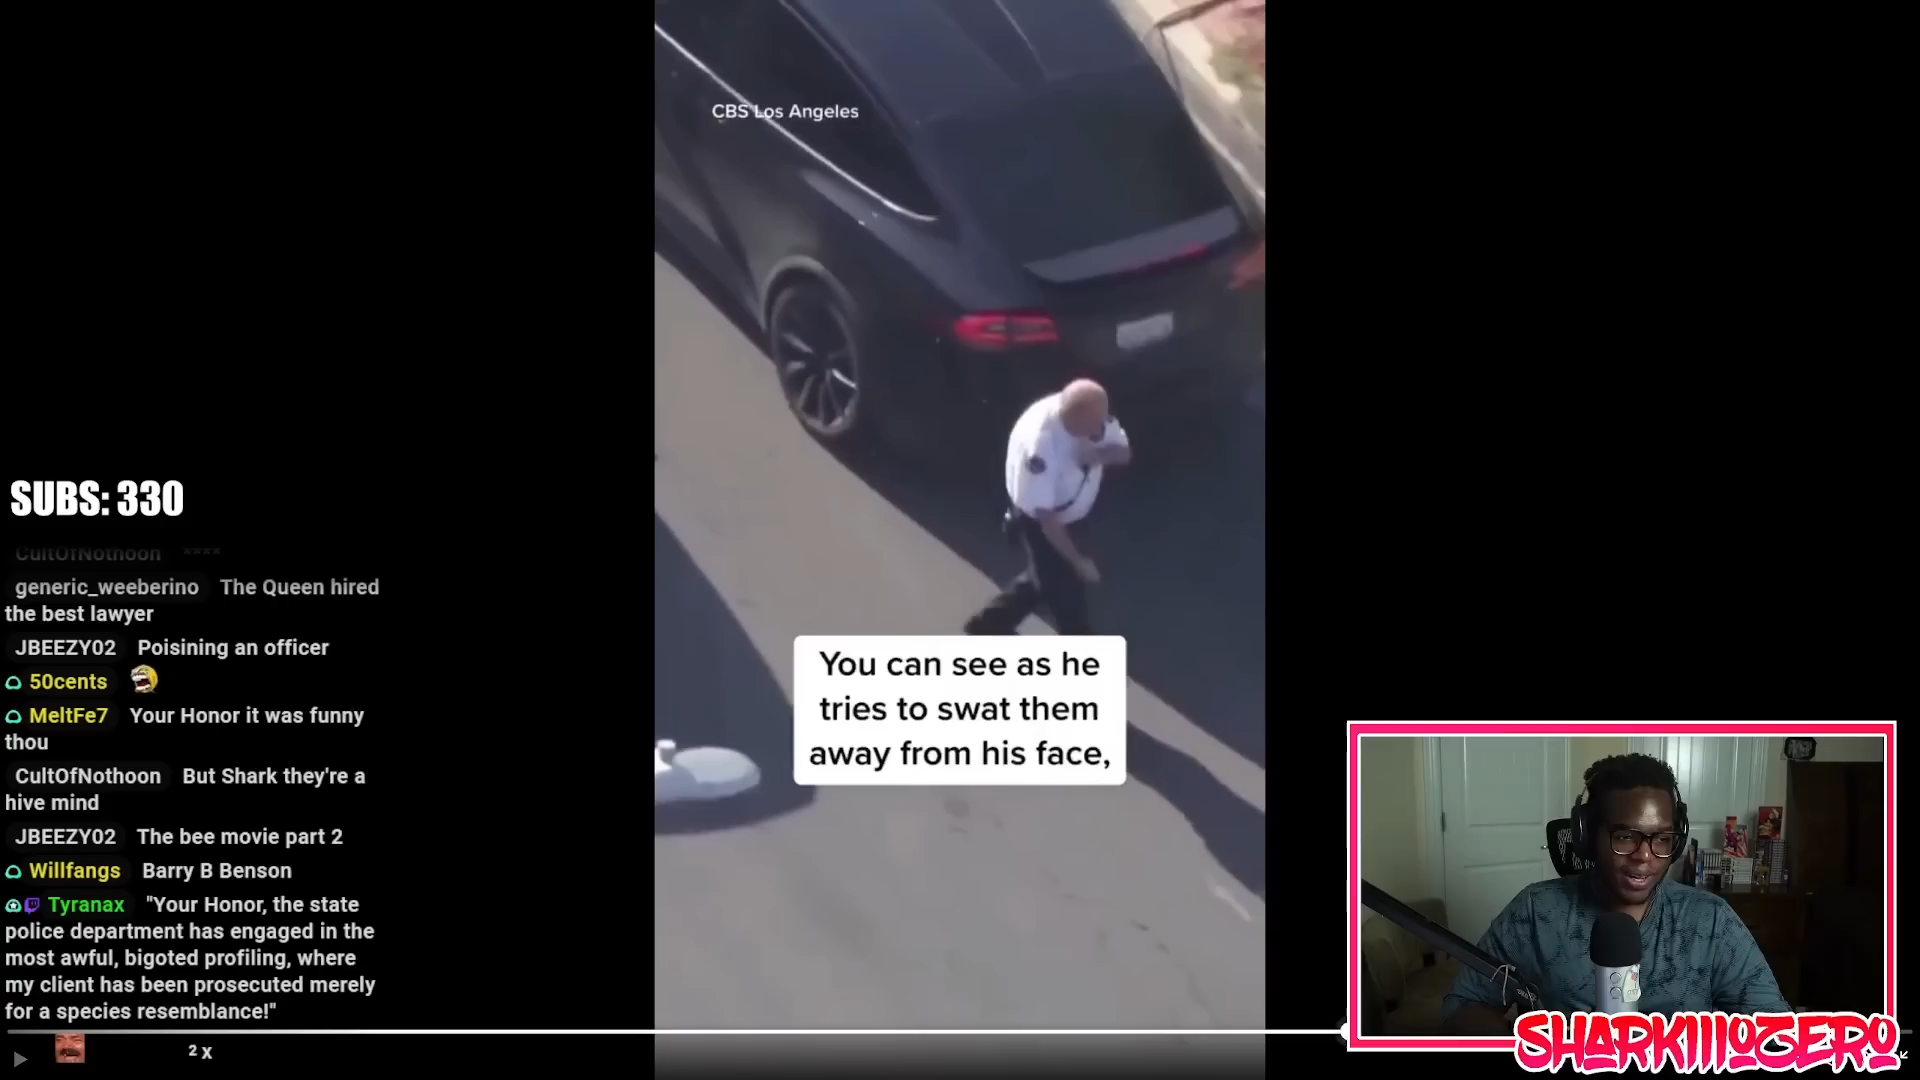 CBS Los Angeles
SUBS: 330
CultOfNothoon ****
generic_weeberino The Queen hired
the best lawyer
JBEEZY02 Poisining an officer
50cents
MeltFe7 Your Honor it was funny
thou
CultOfNothoon But Shark they're a
hive mind
JBEEZY02 The bee movie part 2
Willfangs Barry B Benson
Tyranax "Your Honor, the state
police department has engaged in the
most awful, bigoted profiling, where
my client has been prosecuted merely
for a species resemblance!"
2 x
You can see as he
tries to swat them
away from his face,
SHARKIIIOZERO